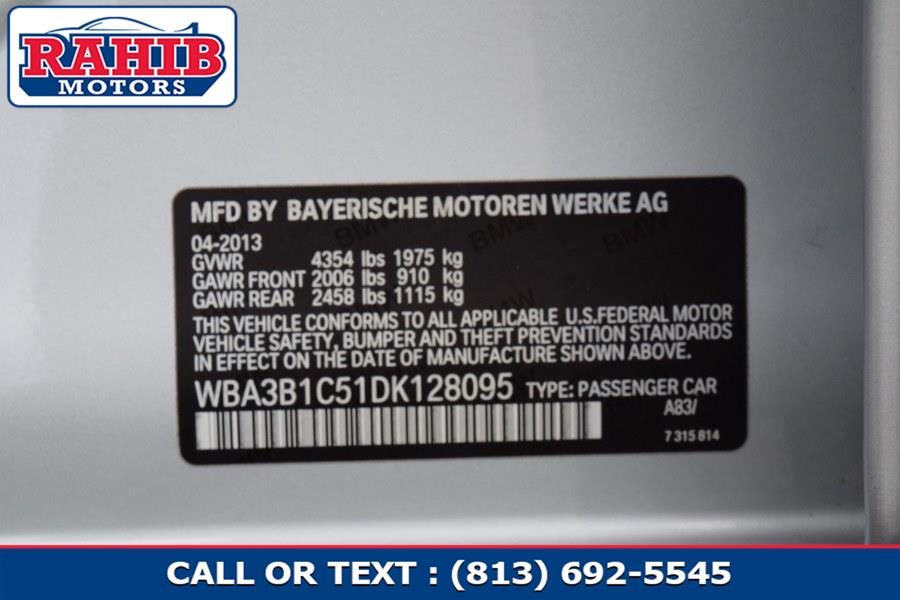 RAHIB
MOTORS
MFD BY BAYERISCHE MOTOREN WERKE AG
04-2013
GVWR 4354 lbs 1975 kg
GAWR FRONT 2006 lbs 910 kg
GAWR REAR 2458 lbs 1115 kg
THIS VEHICLE CONFORMS TO ALL APPLICABLE U.S.FEDERAL MOTOR
VEHICLE SAFETY, BUMPER AND THEFT PREVENTION STANDARDS
IN EFFECT ON THE DATE OF MANUFACTURE SHOWN ABOVE.
WBA3B1C51DK128095 TYPE: PASSENGER CAR
A83/
7 315 814
CALL OR TEXT : (813) 692-5545